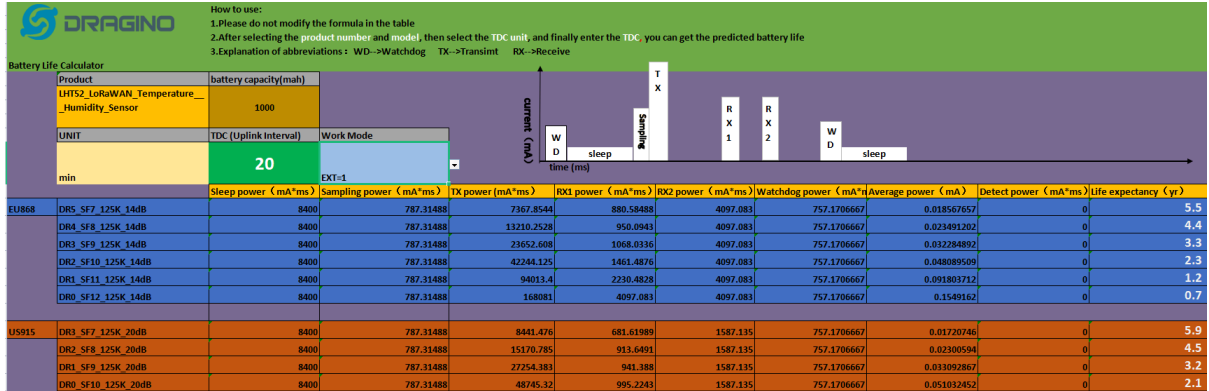 DRAGINO
How to use:
1.Please do not modify the formula in the table
2.After selecting the product number and model, then select the TDC unit, and finally enter the TDC, you can get the predicted battery life
3.Explanation of abbreviations： WD-->Watchdog TX-->Transimt RX-->Receive
Battery Life Calculator
Product battery capacity(mah)
LHT52_LoRaWAN_Temperature__
_Humidity_Sensor
1000
UNIT TDC (Uplink Interval) Work Mode
min 20 EXT=1
current（mA）
WD
sleep
Sampling
TX
RX1
RX2
WD
sleep
time (ms)
Sleep power（mA*ms） Sampling power（mA*ms） TX power (mA*ms) RX1 power（mA*ms） RX2 power（mA*ms） Watchdog power（mA*n Average power（mA） Detect power（mA*ms） Life expectancy（yr）
EU868 DR5_SF7_125K_14dB 8400 787.31488 7367.8544 880.58488 4097.083 757.1706667 0.018567657 0 5.5
DR4_SF8_125K_14dB 8400 787.31488 13210.2528 950.0943 4097.083 757.1706667 0.023491202 0 4.4
DR3_SF9_125K_14dB 8400 787.31488 23652.608 1068.0336 4097.083 757.1706667 0.032284892 0 3.3
DR2_SF10_125K_14dB 8400 787.31488 42244.125 1461.4876 4097.083 757.1706667 0.048089509 0 2.3
DR1_SF11_125K_14dB 8400 787.31488 94013.4 2230.4828 4097.083 757.1706667 0.091803712 0 1.2
DR0_SF12_125K_14dB 8400 787.31488 168081 4097.083 4097.083 757.1706667 0.1549162 0 0.7
US915 DR3_SF7_125K_20dB 8400 787.31488 8441.476 681.61989 1587.135 757.1706667 0.01720746 0 5.9
DR2_SF8_125K_20dB 8400 787.31488 15170.785 913.6491 1587.135 757.1706667 0.02300594 0 4.5
DR1_SF9_125K_20dB 8400 787.31488 27254.383 941.388 1587.135 757.1706667 0.033092867 0 3.2
DR0_SF10_125K_20dB 8400 787.31488 48745.32 995.2243 1587.135 757.1706667 0.051032452 0 2.1